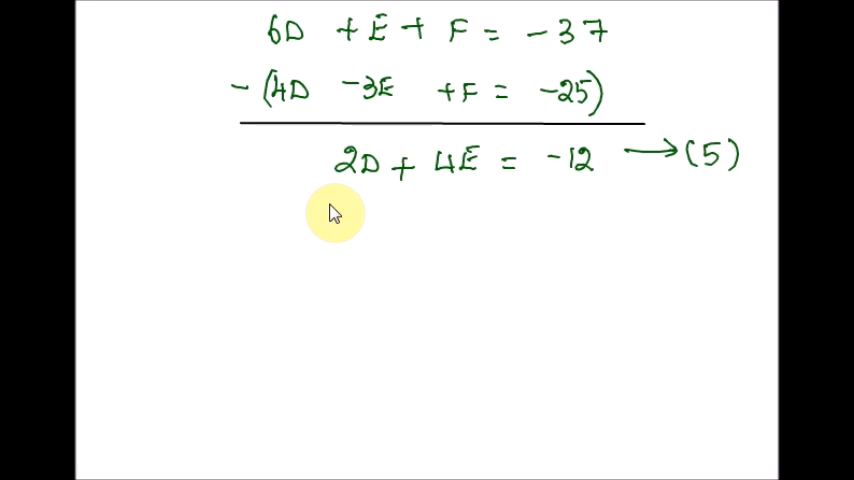 6D + E + F = -37
- (4D -3E +F = -25)
2D + 4E = -12 → (5)